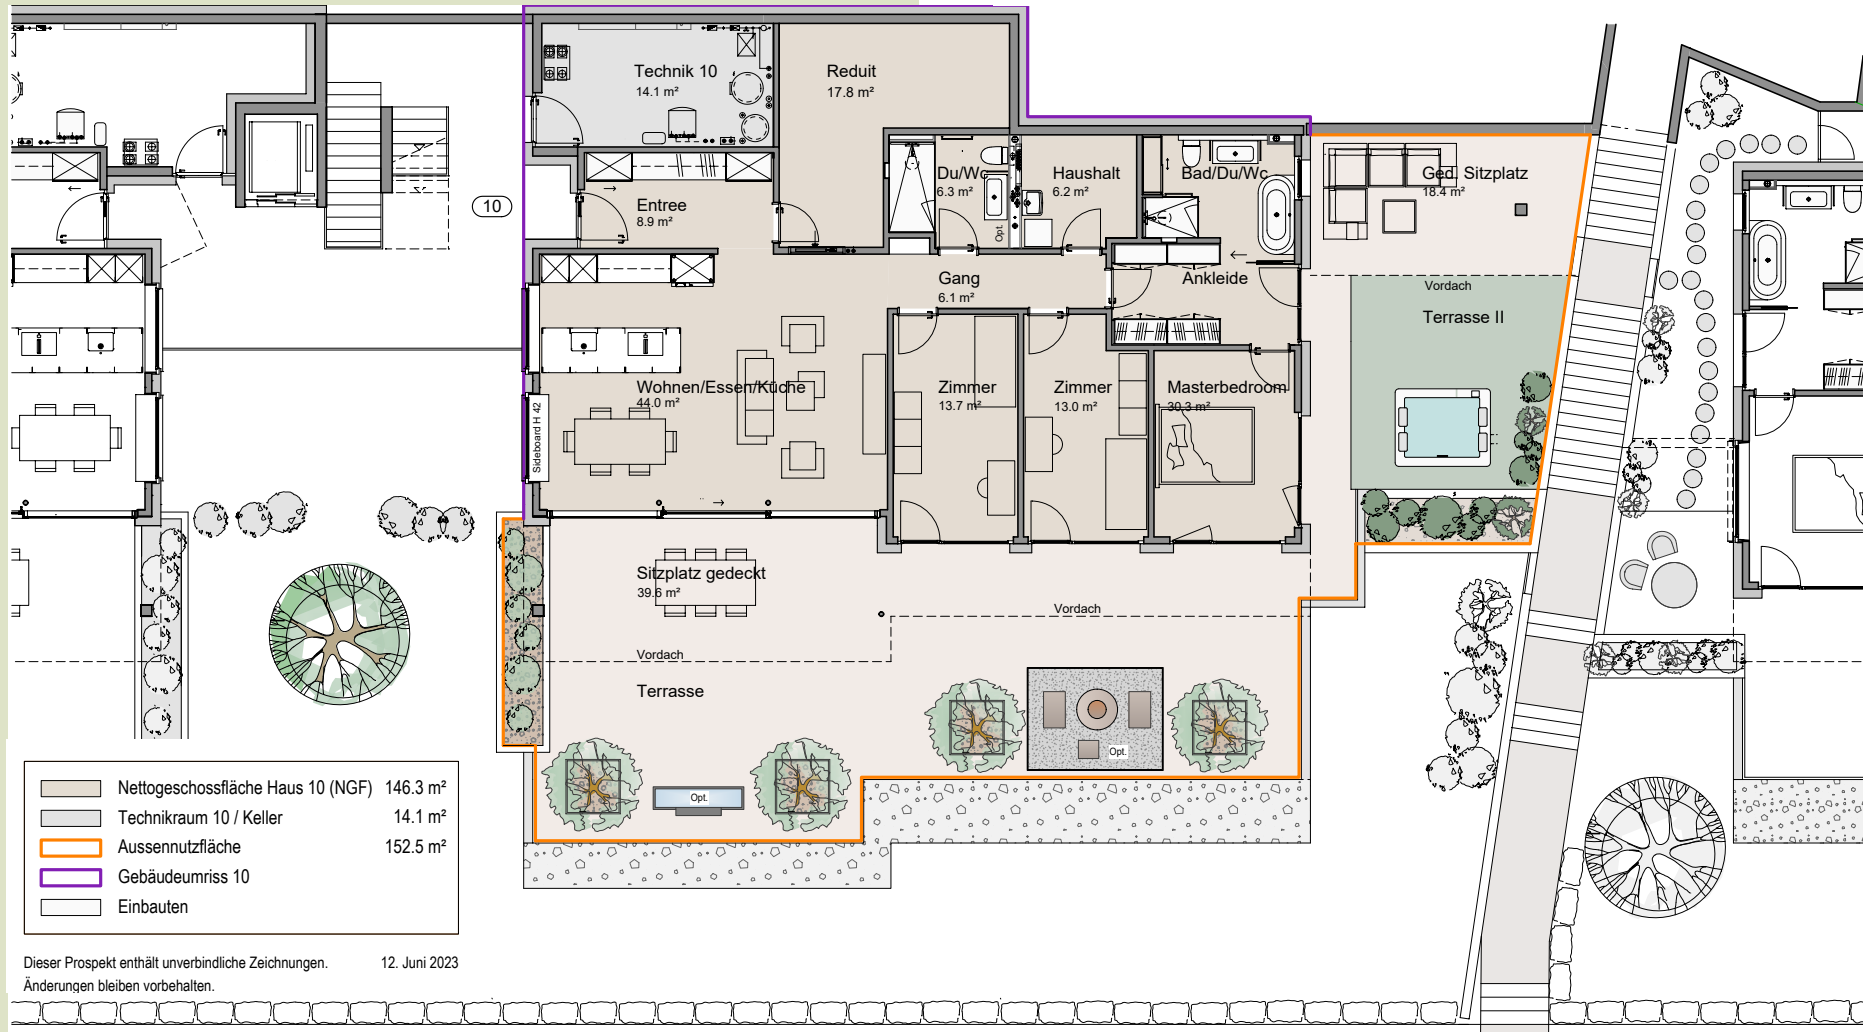 Technik 10
14.1 m²
Reduit
17.8 m²
10
Entree
8.9 m²
Du/Wc
6.3 m²
Opt.
Haushalt
6.2 m²
Bad/Du/Wc
Ged. Sitzplatz
18.4 m²
Gang
6.1 m²
Ankleide
Vordach
Terrasse II
Wohnen/Essen/Küche
44.0 m²
Sideboard H 42
Zimmer
13.7 m²
Zimmer
13.0 m²
Masterbedroom
30.3 m²
Sitzplatz gedeckt
39.6 m²
Vordach
Vordach
Terrasse
Opt.
Opt.
Nettogeschossfläche Haus 10 (NGF) 146.3 m²
Technikraum 10 / Keller 14.1 m²
Aussennutzfläche 152.5 m²
Gebäudeumriss 10
Einbauten
Dieser Prospekt enthält unverbindliche Zeichnungen. 12. Juni 2023
Änderungen bleiben vorbehalten.